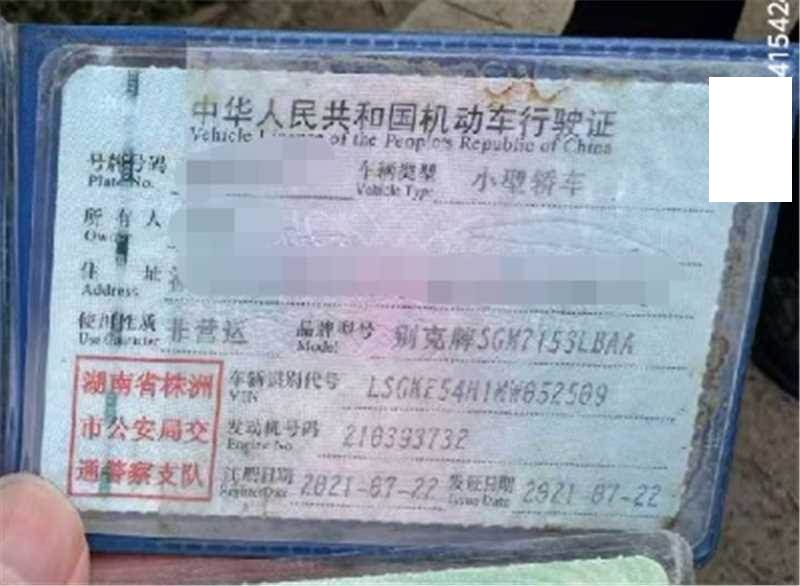 41542
中华人民共和国机动车行驶证
Vehicle License of the People's Republic of China
号牌号码 车辆类型 小型轿车
Plate No. Vehicle Type
所有人
Owner
住址
Address
使用性质 非营运 品牌型号 别克牌SGM7153LBAA
Use Character Model
湖南省株洲 车辆识别代号 LSGKE54H1MW052509
市公安局交 VIN
通警察支队 发动机号码 210393732
Engine No.
注册日期 2021-07-22 发证日期 2021-07-22
Register Date Issue Date